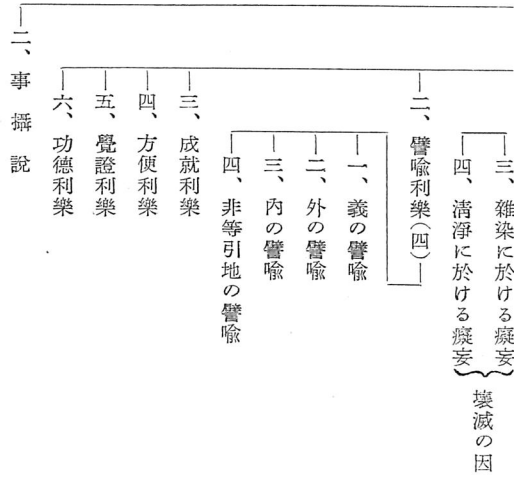 三、雜染に於ける癡妄
四、淸淨に於ける癡妄
壞滅の因
二、譬喩利樂(四)
一、義の譬喩
二、外の譬喩
三、內の譬喩
四、非等引地の譬喩
三、成就利樂
四、方便利樂
五、覺證利樂
六、功德利樂
二、事攝說